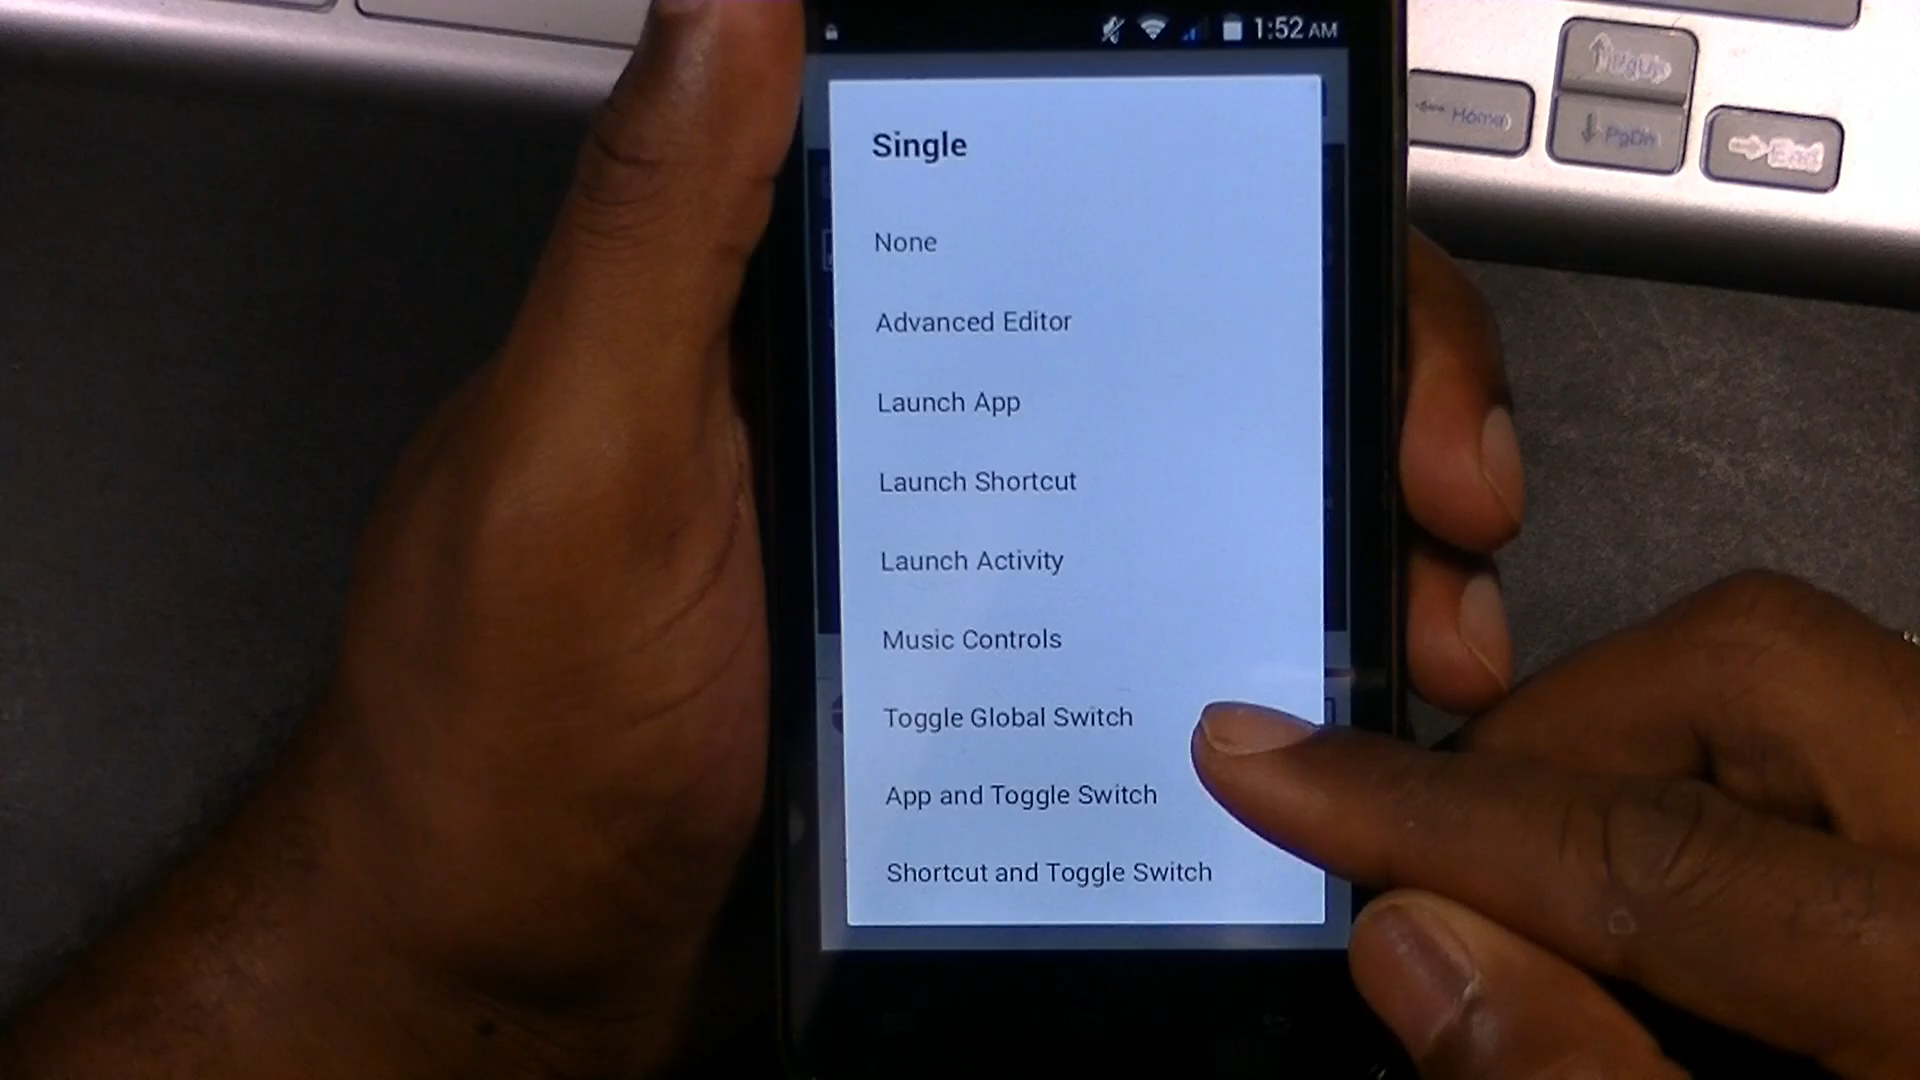 1:52 AM
Single
None
Advanced Editor
Launch App
Launch Shortcut
Launch Activity
Music Controls
Toggle Global Switch
App and Toggle Switch
Shortcut and Toggle Switch
PgUp
Home
PgDn
End